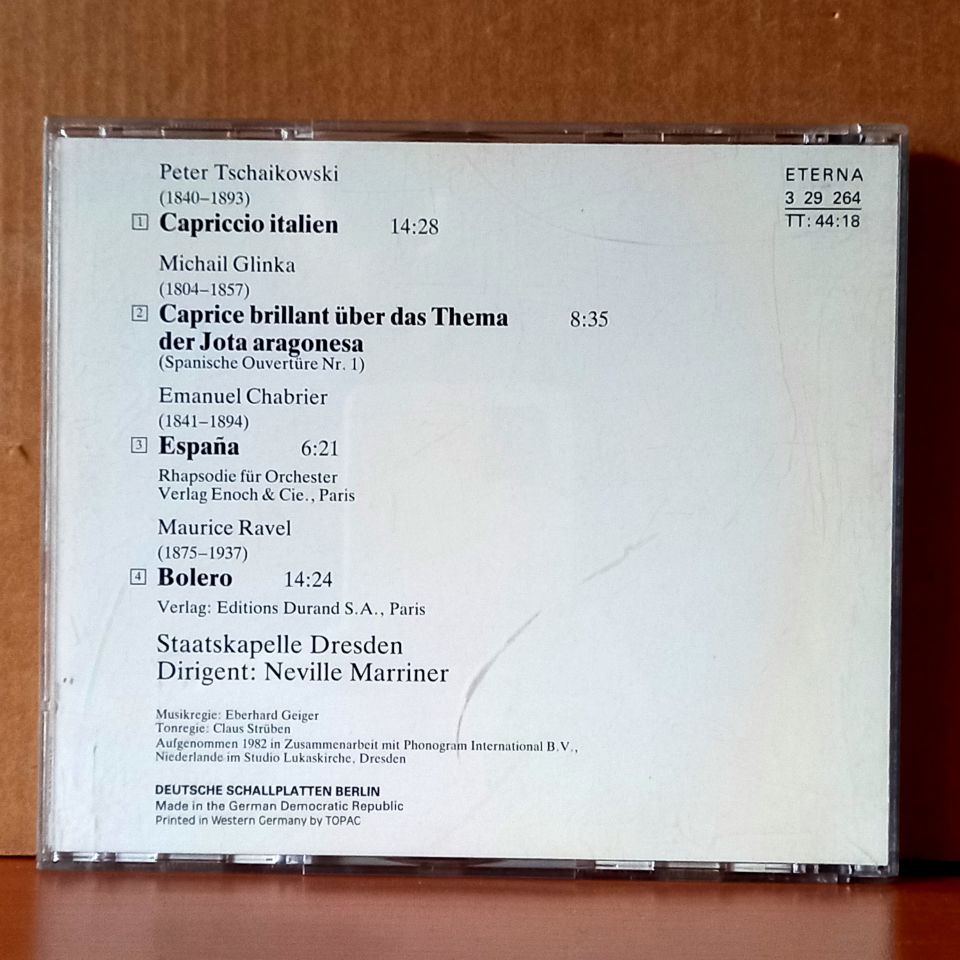 Peter Tschaikowski
(1840–1893)
1 Capriccio italien 14:28
Michail Glinka
(1804–1857)
2 Caprice brillant über das Thema 8:35
der Jota aragonesa
(Spanische Ouvertüre Nr. 1)
Emanuel Chabrier
(1841–1894)
3 España 6:21
Rhapsodie für Orchester
Verlag Enoch & Cie., Paris
Maurice Ravel
(1875–1937)
4 Bolero 14:24
Verlag: Editions Durand S.A., Paris
Staatskapelle Dresden
Dirigent: Neville Marriner
Musikregie: Eberhard Geiger
Tonregie: Claus Strüben
Aufgenommen 1982 in Zusammenarbeit mit Phonogram International B.V.,
Niederlande im Studio Lukaskirche, Dresden
DEUTSCHE SCHALLPLATTEN BERLIN
Made in the German Democratic Republic
Printed in Western Germany by TOPAC
ETERNA
3 29 264
TT: 44:18